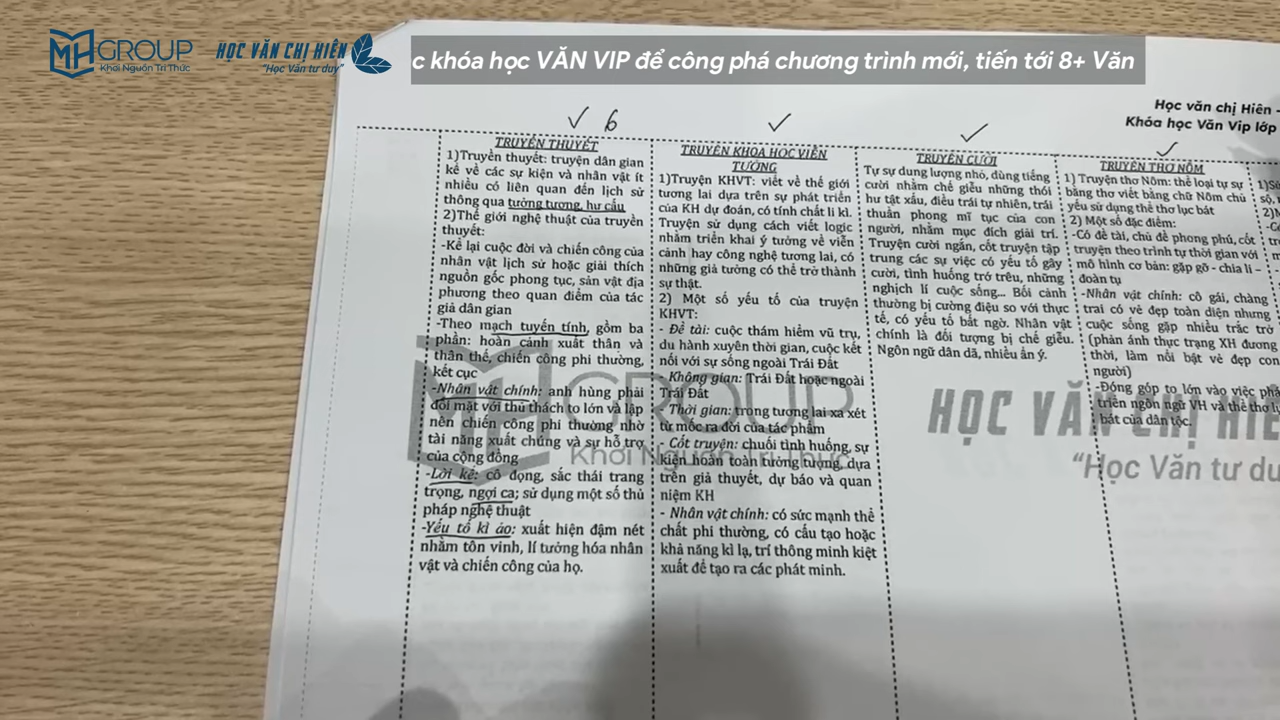 MH GROUP
Khơi Nguồn Tri Thức
HỌC VĂN CHỊ HIÊN
“Học Văn tư duy”
c khóa học VĂN VIP để công phá chương trình mới, tiến tới 8+ Văn
Học văn chị Hiên -
Khóa học Văn Vip lớp
6
TRUYỀN THUYẾT
1)Truyền thuyết: truyện dân gian
kể về các sự kiện và nhân vật ít
nhiều có liên quan đến lịch sử
thông qua tưởng tượng, hư cấu
2)Thế giới nghệ thuật của truyền
thuyết:
-Kể lại cuộc đời và chiến công của
nhân vật lịch sử hoặc giải thích
nguồn gốc phong tục, sản vật địa
phương theo quan điểm của tác
giả dân gian
-Theo mạch tuyến tính, gồm ba
phần: hoàn cảnh xuất thân và
thân thế, chiến công phi thường,
kết cục
-Nhân vật chính: anh hùng phải
đối mặt với thử thách to lớn và lập
nên chiến công phi thường nhờ
tài năng xuất chúng và sự hỗ trợ
của cộng đồng
-Lời kể: cô đọng, sắc thái trang
trọng, ngợi ca; sử dụng một số thủ
pháp nghệ thuật
-Yếu tố kì ảo: xuất hiện đậm nét
nhằm tôn vinh, lí tưởng hóa nhân
vật và chiến công của họ.
TRUYỆN KHOA HỌC VIỄN
TƯỞNG
1)Truyện KHVT: viết về thế giới
tương lai dựa trên sự phát triển
của KH dự đoán, có tính chất li kì.
Truyện sử dụng cách viết logic
nhằm triển khai ý tưởng về viễn
cảnh hay công nghệ tương lai, có
những giả tưởng có thể trở thành
sự thật.
2) Một số yếu tố của truyện
KHVT:
- Đề tài: cuộc thám hiểm vũ trụ,
du hành xuyên thời gian, cuộc kết
nối với sự sống ngoài Trái Đất
- Không gian: Trái Đất hoặc ngoài
Trái Đất
- Thời gian: trong tương lai xa xét
từ mốc ra đời của tác phẩm
- Cốt truyện: chuỗi tình huống, sự
kiện hoàn toàn tưởng tượng, dựa
trên giả thuyết, dự báo và quan
niệm KH
- Nhân vật chính: có sức mạnh thể
chất phi thường, có cấu tạo hoặc
khả năng kì lạ, trí thông minh kiệt
xuất để tạo ra các phát minh.
TRUYỆN CƯỜI
Tự sự dung lượng nhỏ, dùng tiếng
cười nhằm chế giễu những thói
hư tật xấu, điều trái tự nhiên, trái
thuần phong mĩ tục của con
người, nhằm mục đích giải trí.
Truyện cười ngắn, cốt truyện tập
trung các sự việc có yếu tố gây
cười, tình huống trớ trêu, những
nghịch lí cuộc sống... Bối cảnh
thường bị cường điệu so với thực
tế, có yếu tố bất ngờ. Nhân vật
chính là đối tượng bị chế giễu.
Ngôn ngữ dân dã, nhiều ẩn ý.
TRUYỆN THƠ NÔM
1) Truyện thơ Nôm: thể loại tự sự
bằng thơ viết bằng chữ Nôm chủ
yếu sử dụng thể thơ lục bát
2) Một số đặc điểm:
-Có đề tài, chủ đề phong phú, cốt
truyện theo trình tự thời gian với
mô hình cơ bản: gặp gỡ - chia li –
đoàn tụ
-Nhân vật chính: cô gái, chàng
trai có vẻ đẹp toàn diện nhưng
cuộc sống gặp nhiều trắc trở
(phản ánh thực trạng XH đương
thời, làm nổi bật vẻ đẹp con
người)
-Đóng góp to lớn vào việc phá
triển ngôn ngữ VH và thể thơ lụ
bát của dân tộc.
MH GROUP
Khơi Nguồn Tri Thức
HỌC VĂN CHỊ HIÊ
“Học Văn tư du